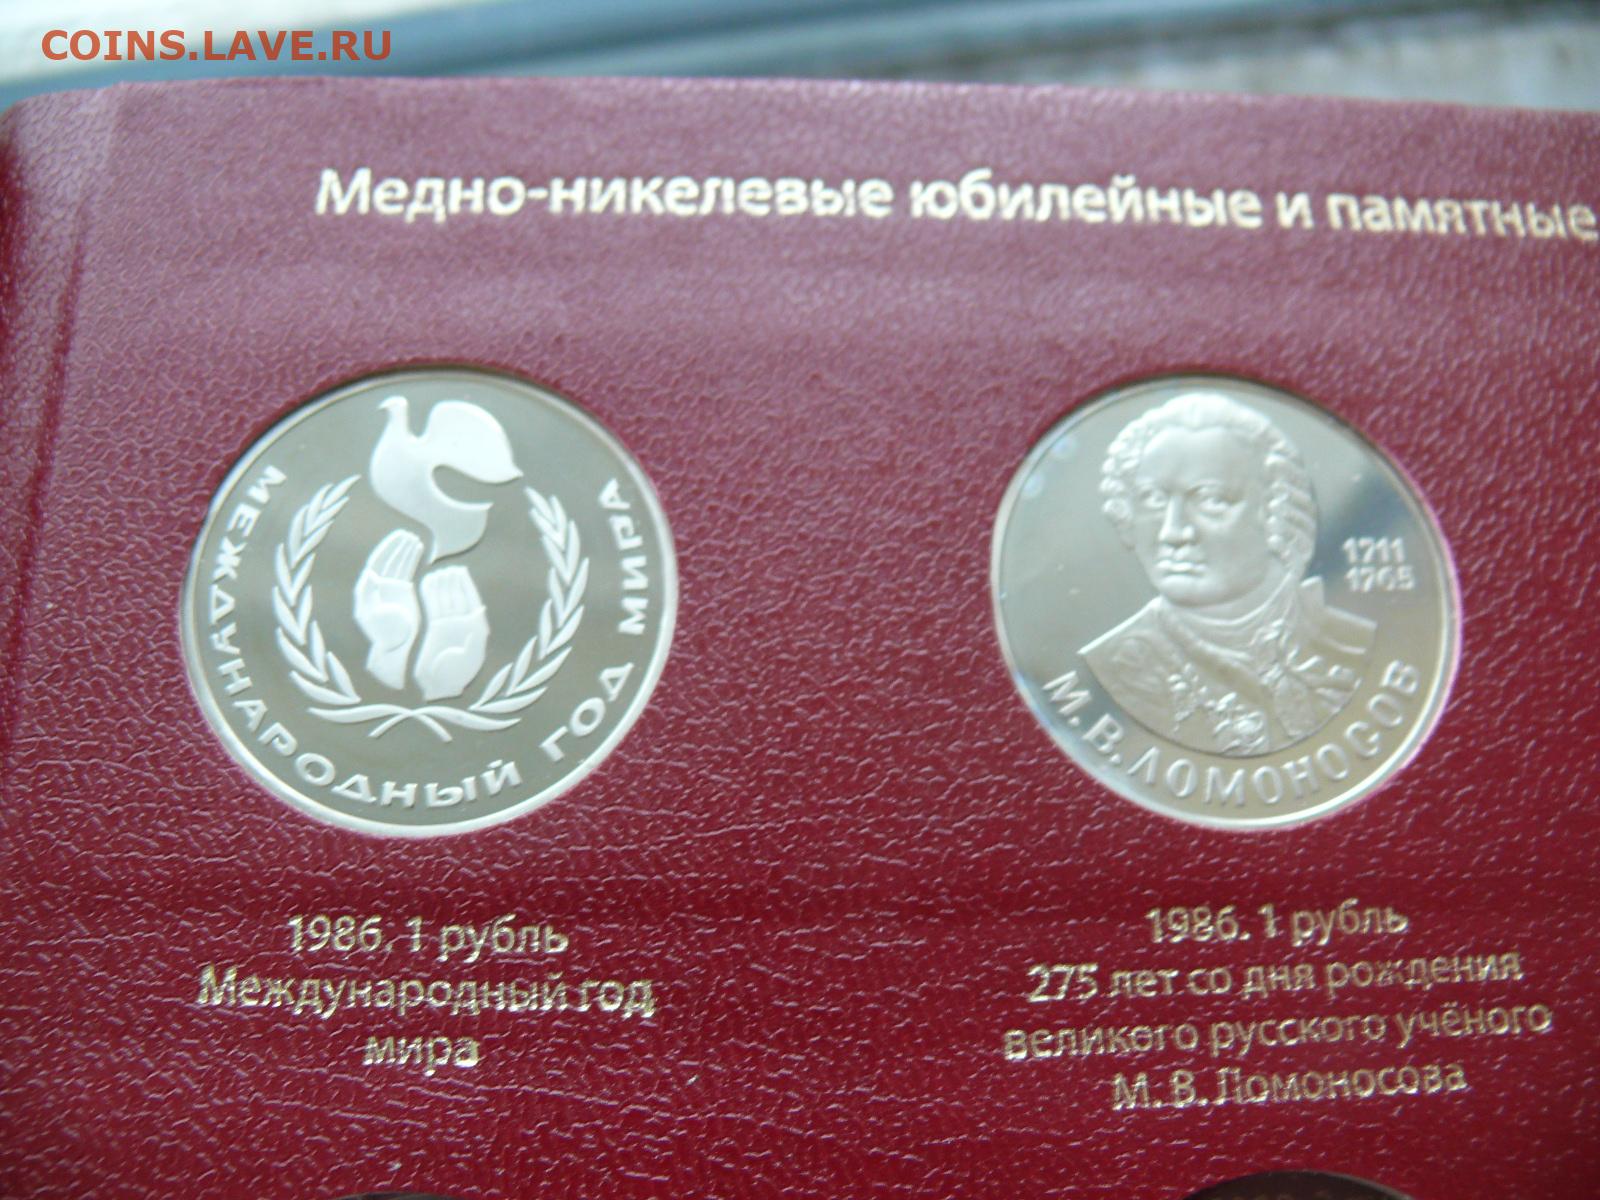 COINS.LAVE.RU
Медно-никелевые юбилейные и памятные
МЕЖДУНАРОДНЫЙ ГОД МИРА
1711
1765
М.В.ЛОМОНОСОВ
1986. 1 рубль
Международный год
мира
1986. 1 рубль
275 лет со дня рождения
великого русского учёного
М. В. Ломоносова